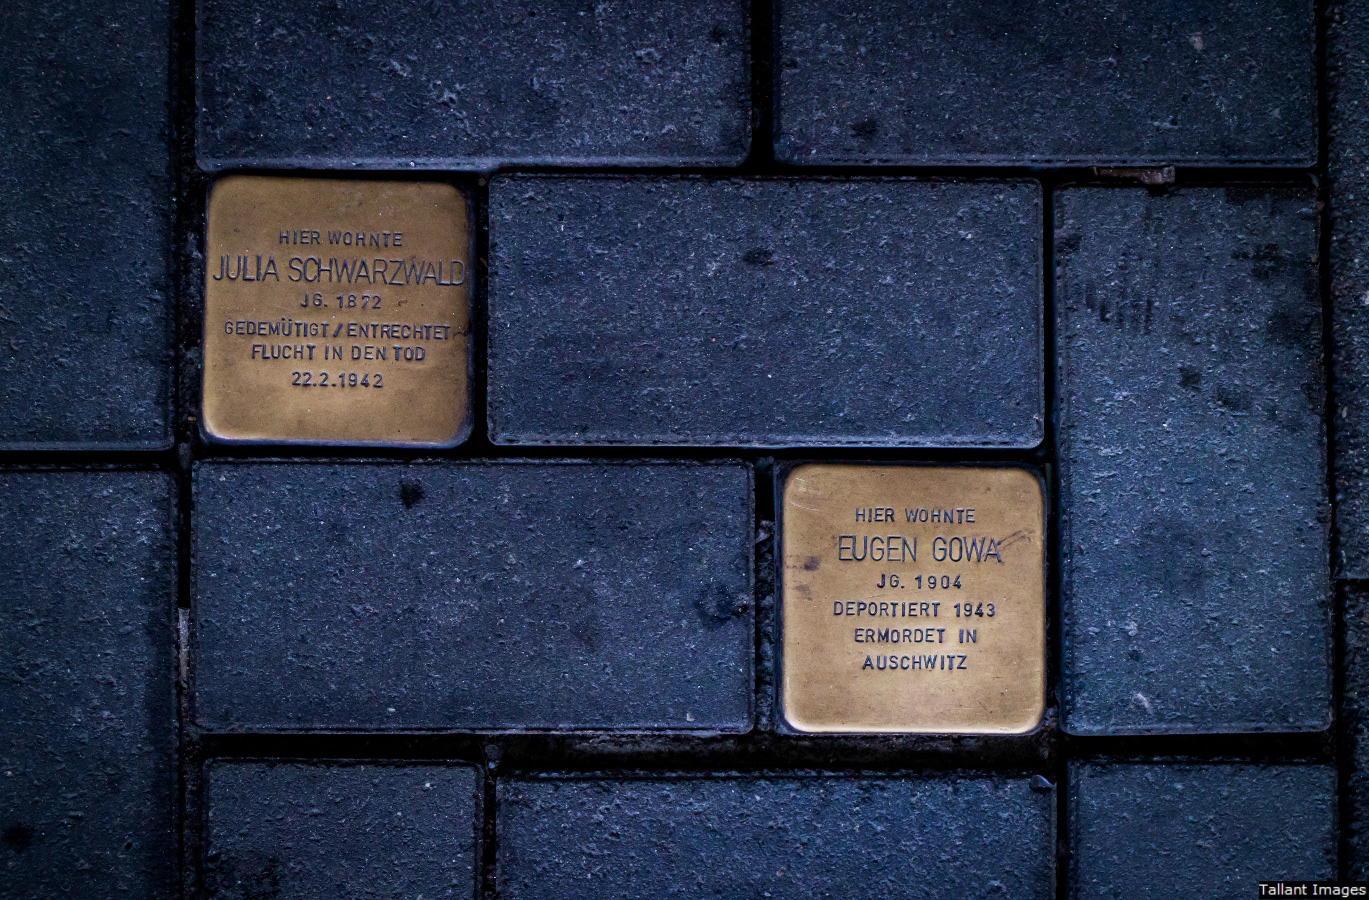 HIER WOHNTE
JULIA SCHWARZWALD
JG. 1872
GEDEMÜTIGT / ENTRECHTET
FLUCHT IN DEN TOD
22.2.1942
HIER WOHNTE
EUGEN GOWA
JG. 1904
DEPORTIERT 1943
ERMORDET IN
AUSCHWITZ
Tallant Images